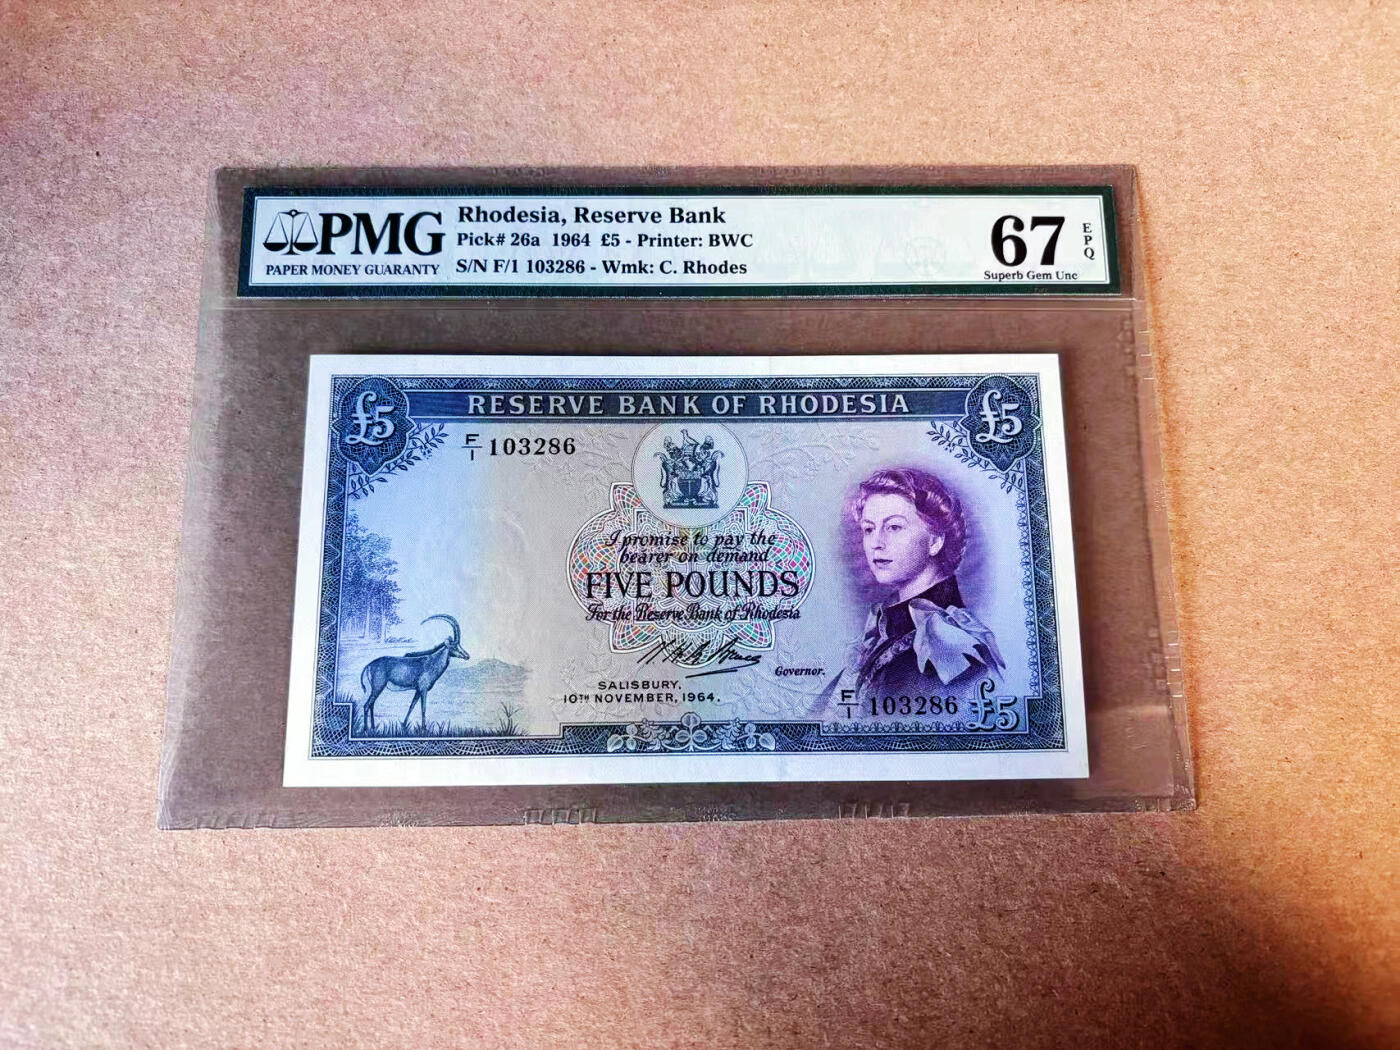 PMG
PAPER MONEY GUARANTY
Rhodesia, Reserve Bank
Pick# 26a 1964 £5 - Printer: BWC
S/N F/1 103286 - Wmk: C. Rhodes
67
EPQ
Superb Gem Unc
£5
RESERVE BANK OF RHODESIA
£5
F/1 103286
I promise to pay the
bearer on demand
FIVE POUNDS
For the Reserve Bank of Rhodesia
Governor.
SALISBURY,
10TH NOVEMBER, 1964.
F/1 103286
£5